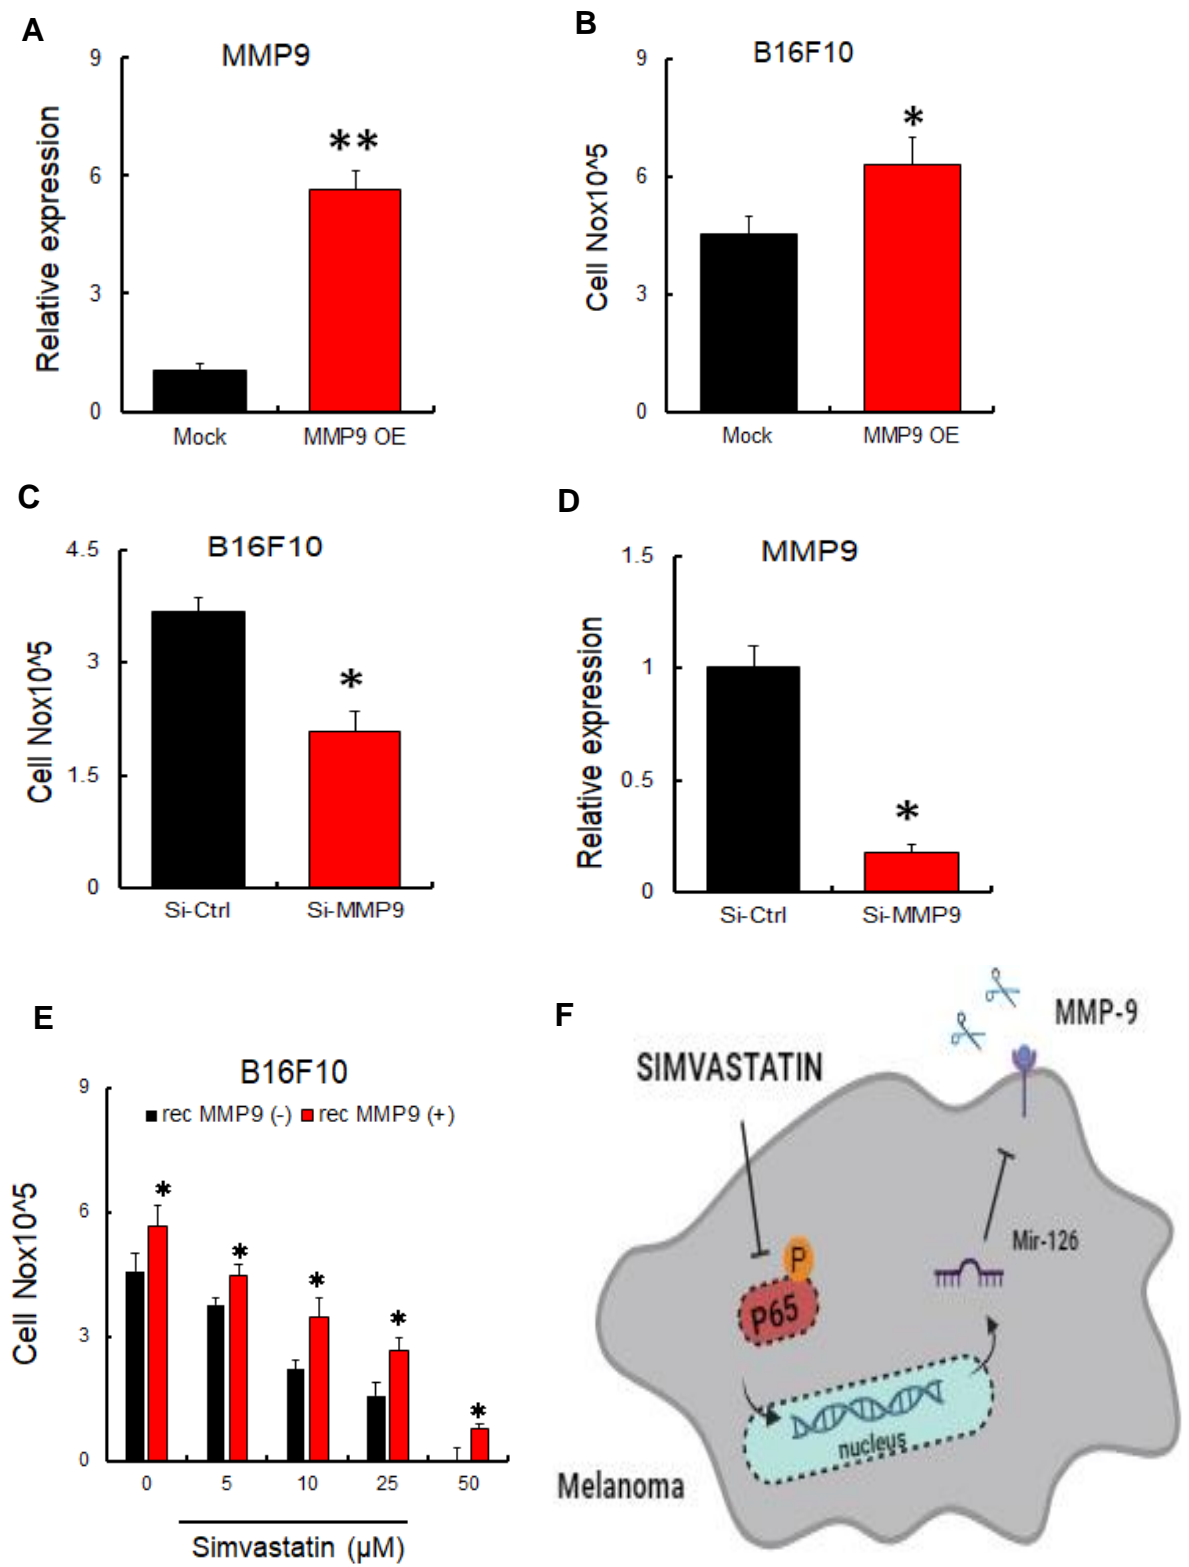 A
MMP9
9
6
3
0
Relative expression
**
Mock
MMP9 OE
B
B16F10
9
6
3
0
Cell Nox10^5
*
Mock
MMP9 OE
C
B16F10
4.5
3
1.5
0
Cell Nox10^5
*
Si-Ctrl
Si-MMP9
D
MMP9
1.5
1
0.5
0
Relative expression
*
Si-Ctrl
Si-MMP9
E
B16F10
rec MMP9 (-) rec MMP9 (+)
9
6
3
0
Cell Nox10^5
*
*
*
*
*
0 5 10 25 50
Simvastatin (μM)
F
MMP-9
SIMVASTATIN
Mir-126
P
P65
nucleus
Melanoma